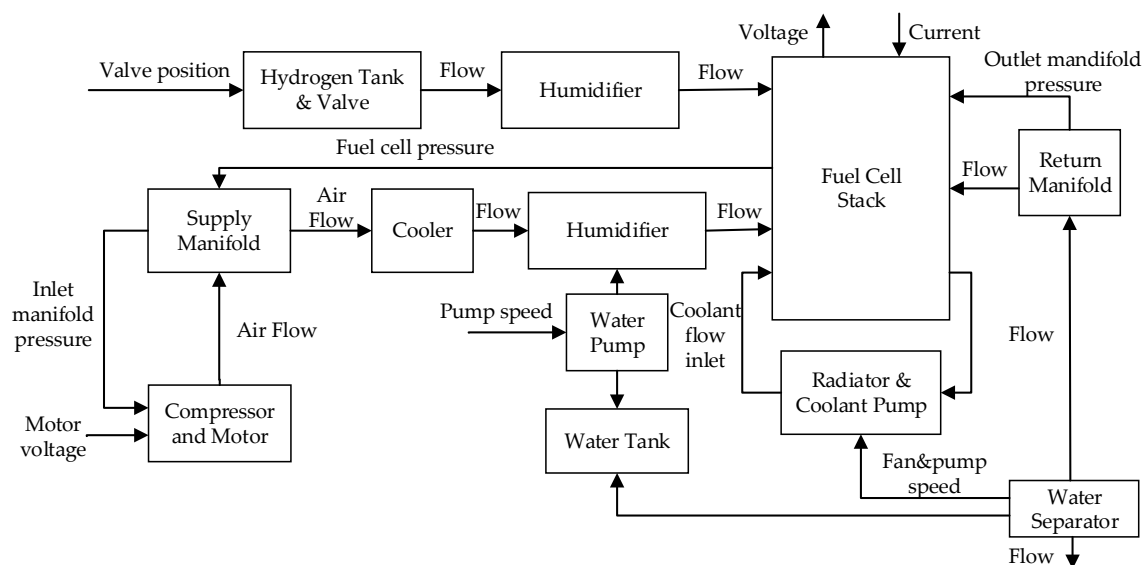 Voltage
Current
Valve position
Hydrogen Tank
& Valve
Flow
Humidifier
Flow
Outlet mandifold
pressure
Fuel cell pressure
Fuel Cell
Stack
Flow
Return
Manifold
Supply
Manifold
Air
Flow
Cooler
Flow
Humidifier
Flow
Inlet
manifold
pressure
Air Flow
Pump speed
Water
Pump
Coolant
flow
inlet
Flow
Radiator &
Coolant Pump
Motor
voltage
Compressor
and Motor
Water Tank
Fan&pump
speed
Water
Separator
Flow